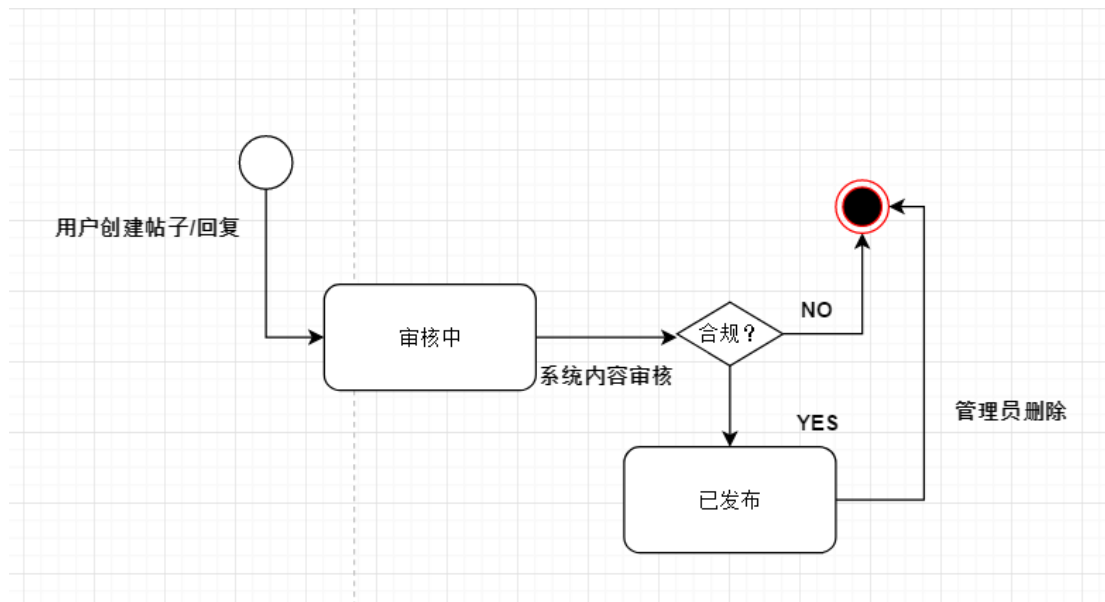 用户创建帖子/回复
审核中
系统内容审核
合规？
NO
YES
管理员删除
已发布